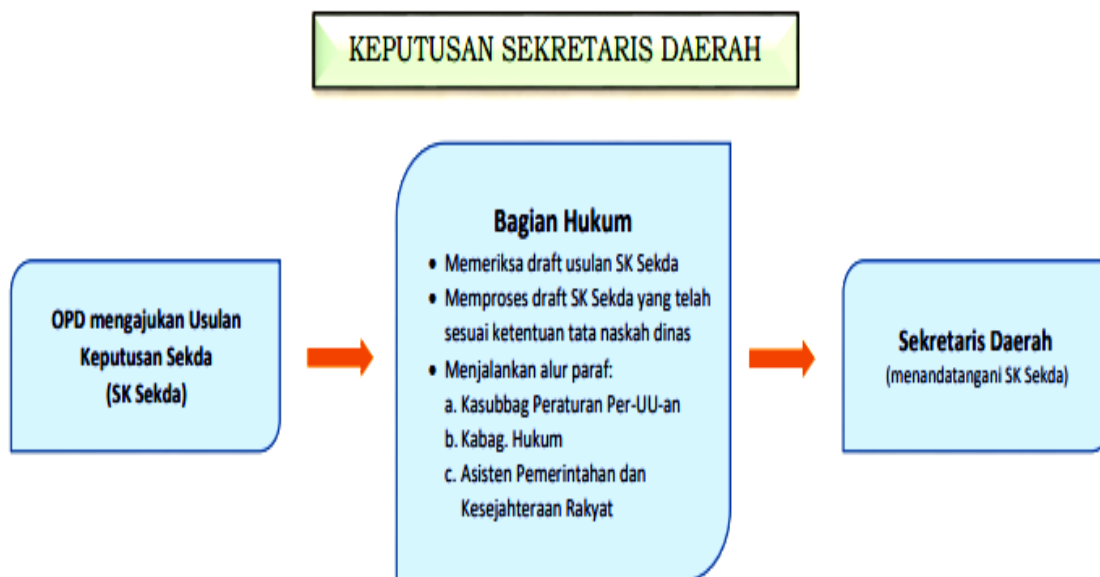 KEPUTUSAN SEKRETARIS DAERAH
OPD mengajukan Usulan
Keputusan Sekda
(SK Sekda)
Bagian Hukum
• Memeriksa draft usulan SK Sekda
• Memproses draft SK Sekda yang telah
sesuai ketentuan tata naskah dinas
• Menjalankan alur paraf:
a. Kasubbag Peraturan Per-UU-an
b. Kabag. Hukum
c. Asisten Pemerintahan dan
Kesejahteraan Rakyat
Sekretaris Daerah
(menandatangani SK Sekda)